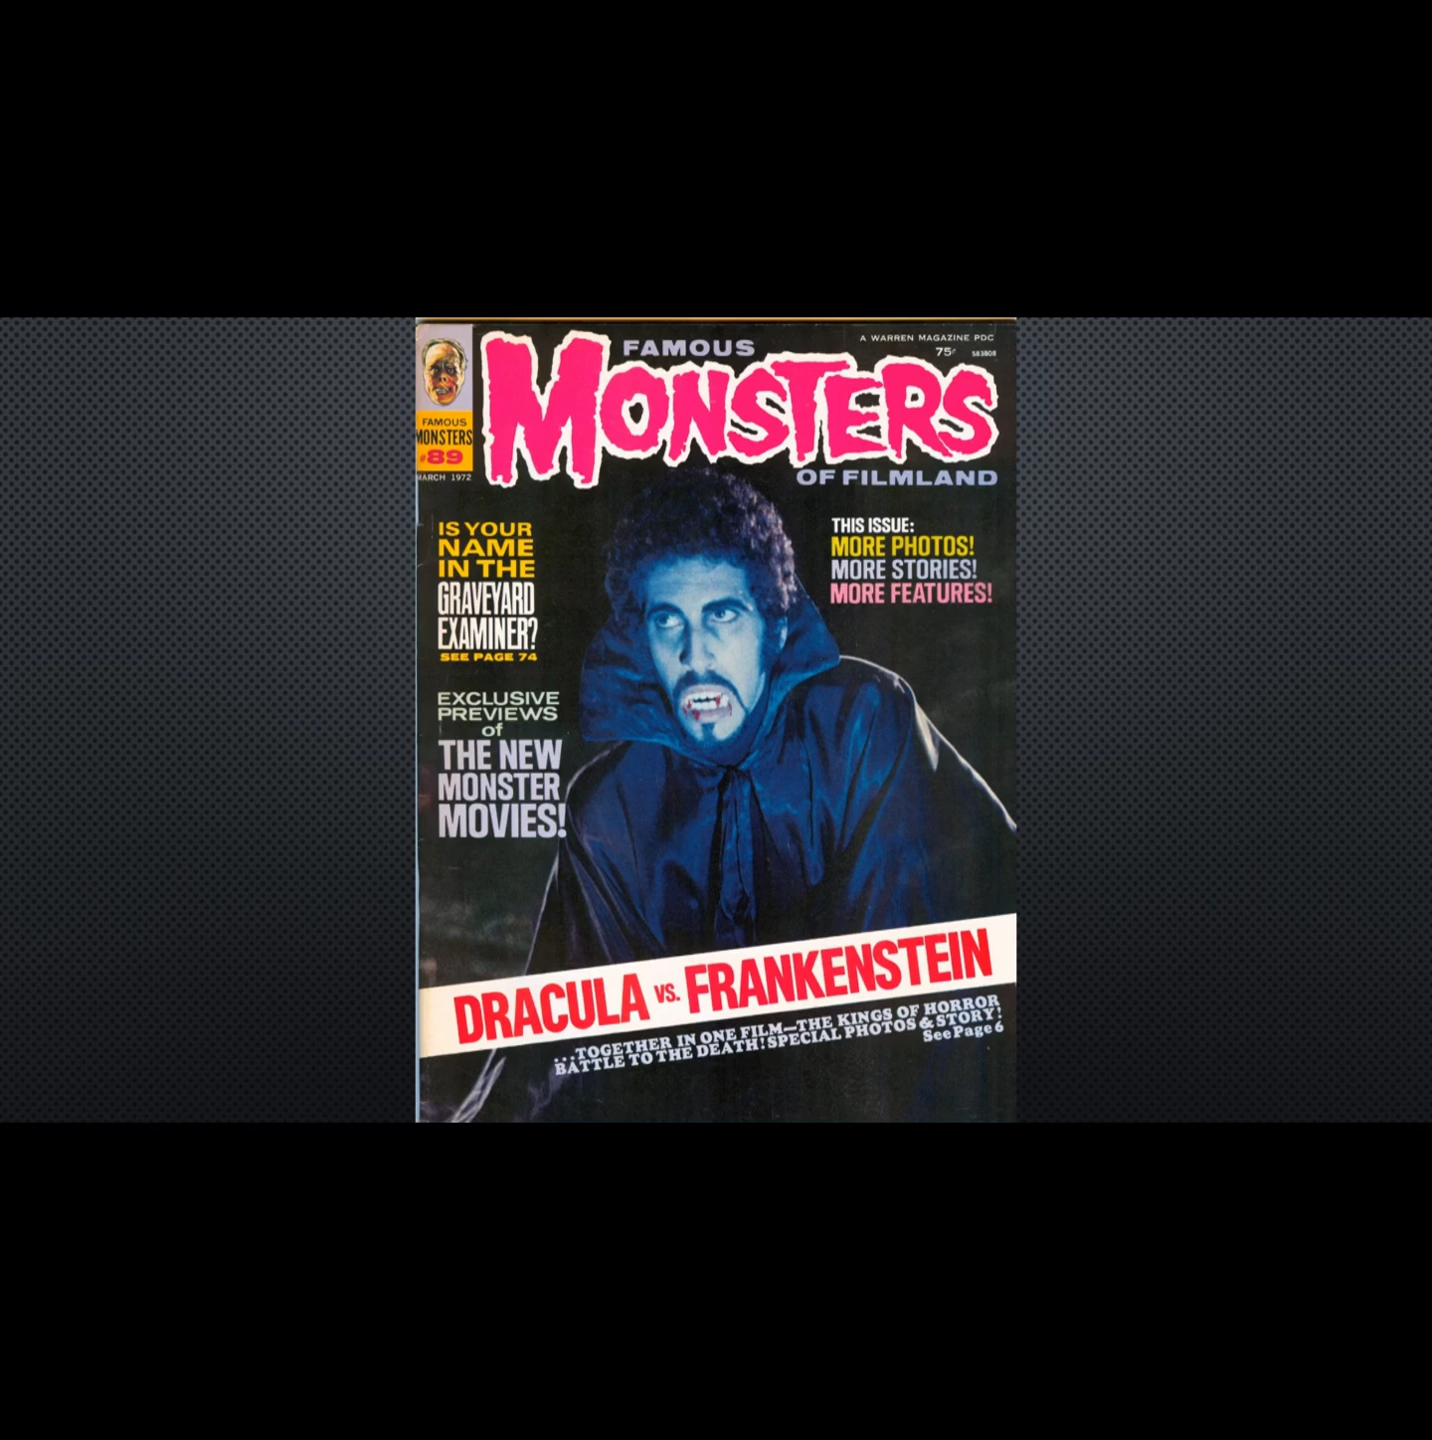 FAMOUS
MONSTERS
OF FILMLAND
A WARREN MAGAZINE PDC
75¢ 583808
FAMOUS
MONSTERS
#89
MARCH 1972
IS YOUR
NAME
IN THE
GRAVEYARD
EXAMINER?
SEE PAGE 74
EXCLUSIVE
PREVIEWS
of
THE NEW
MONSTER
MOVIES!
THIS ISSUE:
MORE PHOTOS!
MORE STORIES!
MORE FEATURES!
DRACULA VS. FRANKENSTEIN
...TOGETHER IN ONE FILM—THE KINGS OF HORROR
BATTLE TO THE DEATH! SPECIAL PHOTOS & STORY!
See Page 6